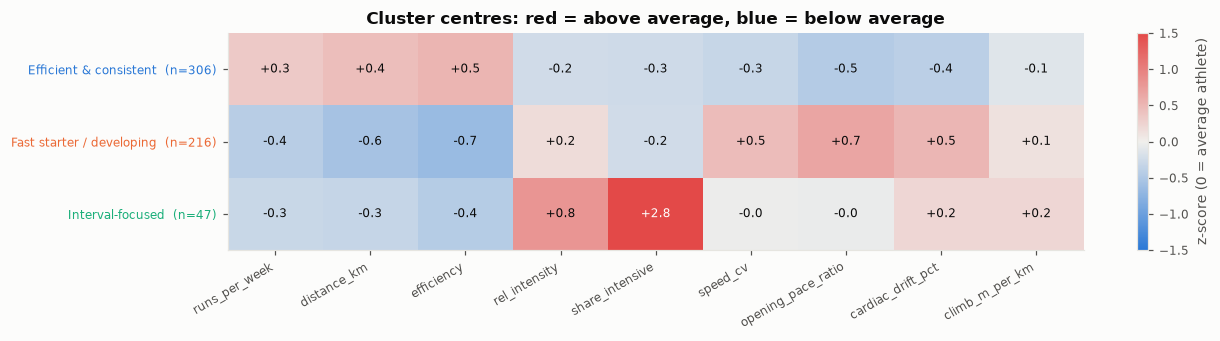 Cluster centres: red = above average, blue = below average
Efficient & consistent (n=306)
+0.3 +0.4 +0.5 -0.2 -0.3 -0.3 -0.5 -0.4 -0.1
Fast starter / developing (n=216)
-0.4 -0.6 -0.7 +0.2 -0.2 +0.5 +0.7 +0.5 +0.1
Interval-focused (n=47)
-0.3 -0.3 -0.4 +0.8 +2.8 -0.0 -0.0 +0.2 +0.2
runs_per_week
distance_km
efficiency
rel_intensity
share_intensive
speed_cv
opening_pace_ratio
cardiac_drift_pct
climb_m_per_km
1.5
1.0
0.5
0.0
−0.5
−1.0
−1.5
z-score (0 = average athlete)